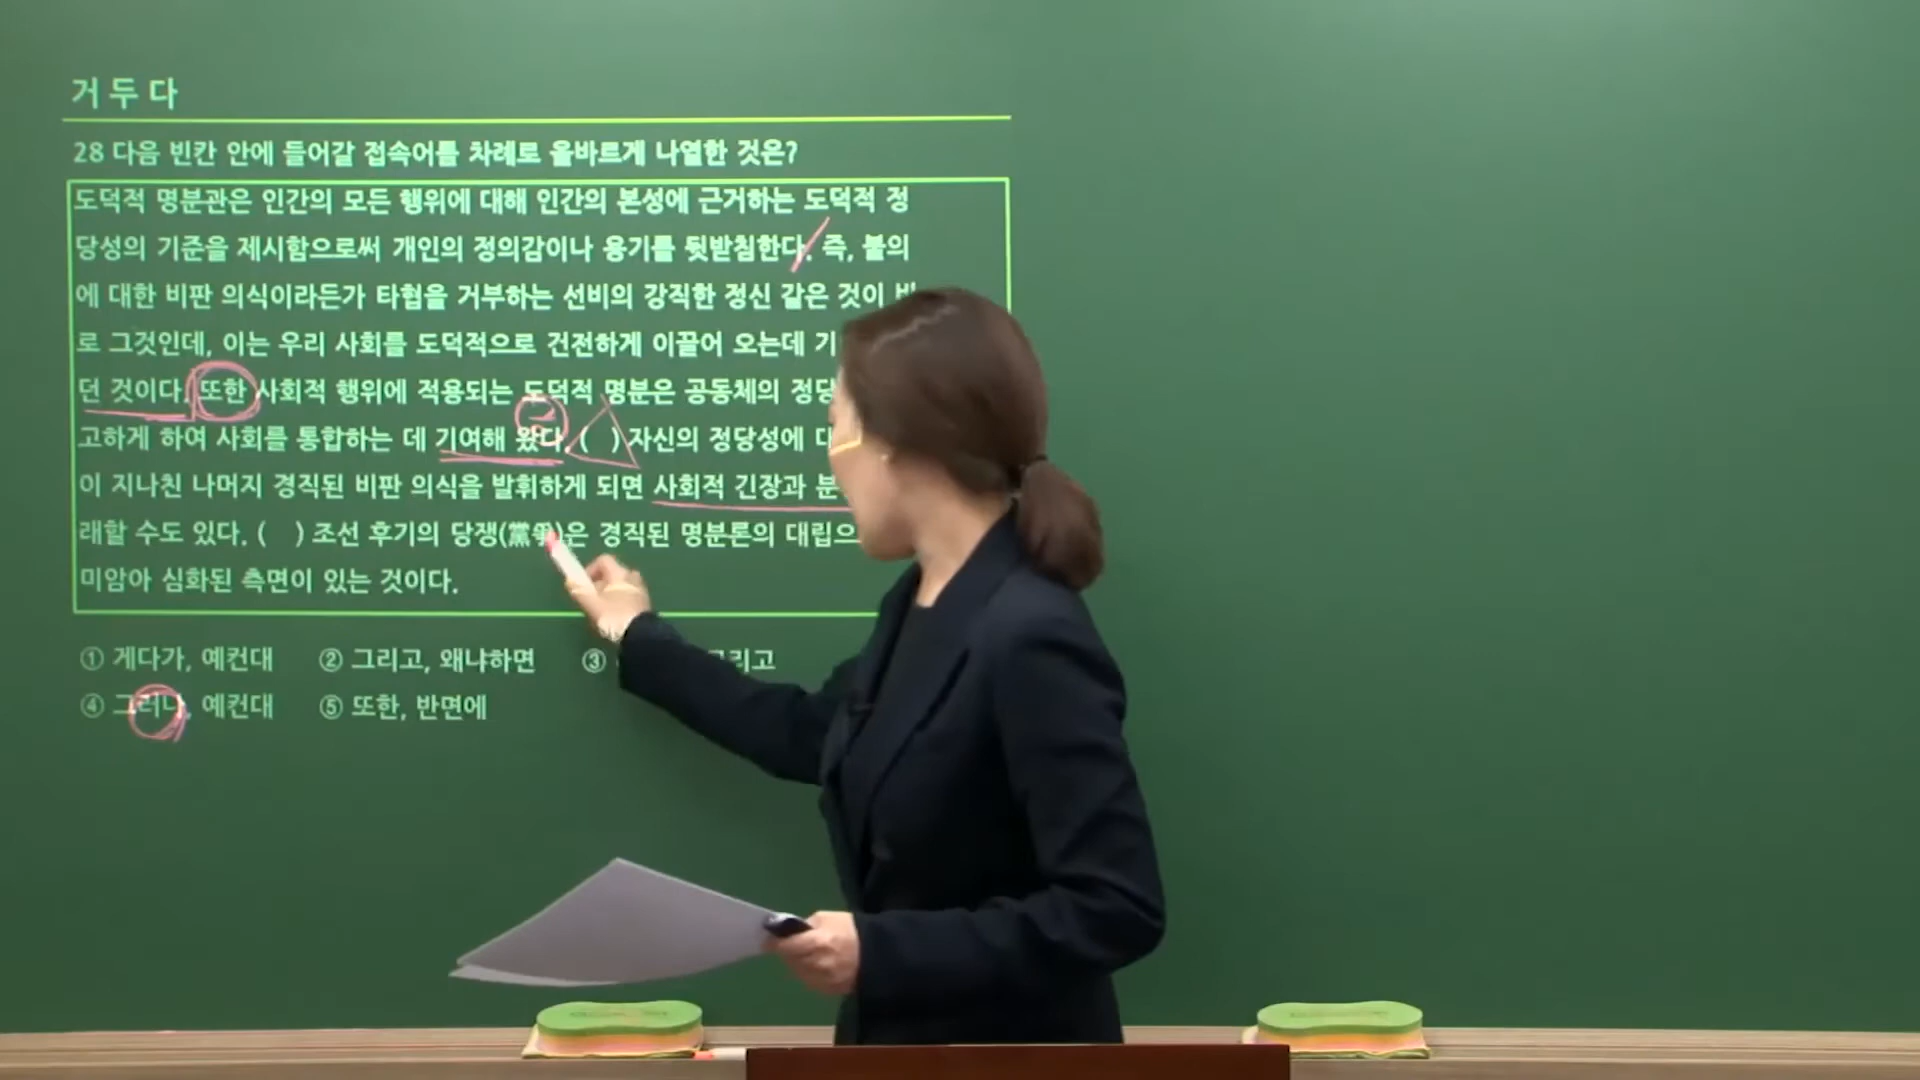 거두다
28 다음 빈칸 안에 들어갈 접속어를 차례로 올바르게 나열한 것은?
도덕적 명분관은 인간의 모든 행위에 대해 인간의 본성에 근거하는 도덕적 정
당성의 기준을 제시함으로써 개인의 정의감이나 용기를 뒷받침한다. 즉, 불의
에 대한 비판 의식이라든가 타협을 거부하는 선비의 강직한 정신 같은 것이
로 그것인데, 이는 우리 사회를 도덕적으로 건전하게 이끌어 오는데 기
던 것이다. 또한 사회적 행위에 적용되는 도덕적 명분은 공동체의 정당
고하게 하여 사회를 통합하는 데 기여해 왔다. ( ) 자신의 정당성에
이 지나친 나머지 경직된 비판 의식을 발휘하게 되면 사회적 긴장과
래할 수도 있다. ( ) 조선 후기의 당쟁(黨爭)은 경직된 명분론의 대립으
미암아 심화된 측면이 있는 것이다.
① 게다가, 예컨대 ② 그리고, 왜냐하면 ③ 리고
④ 그러나, 예컨대 ⑤ 또한, 반면에